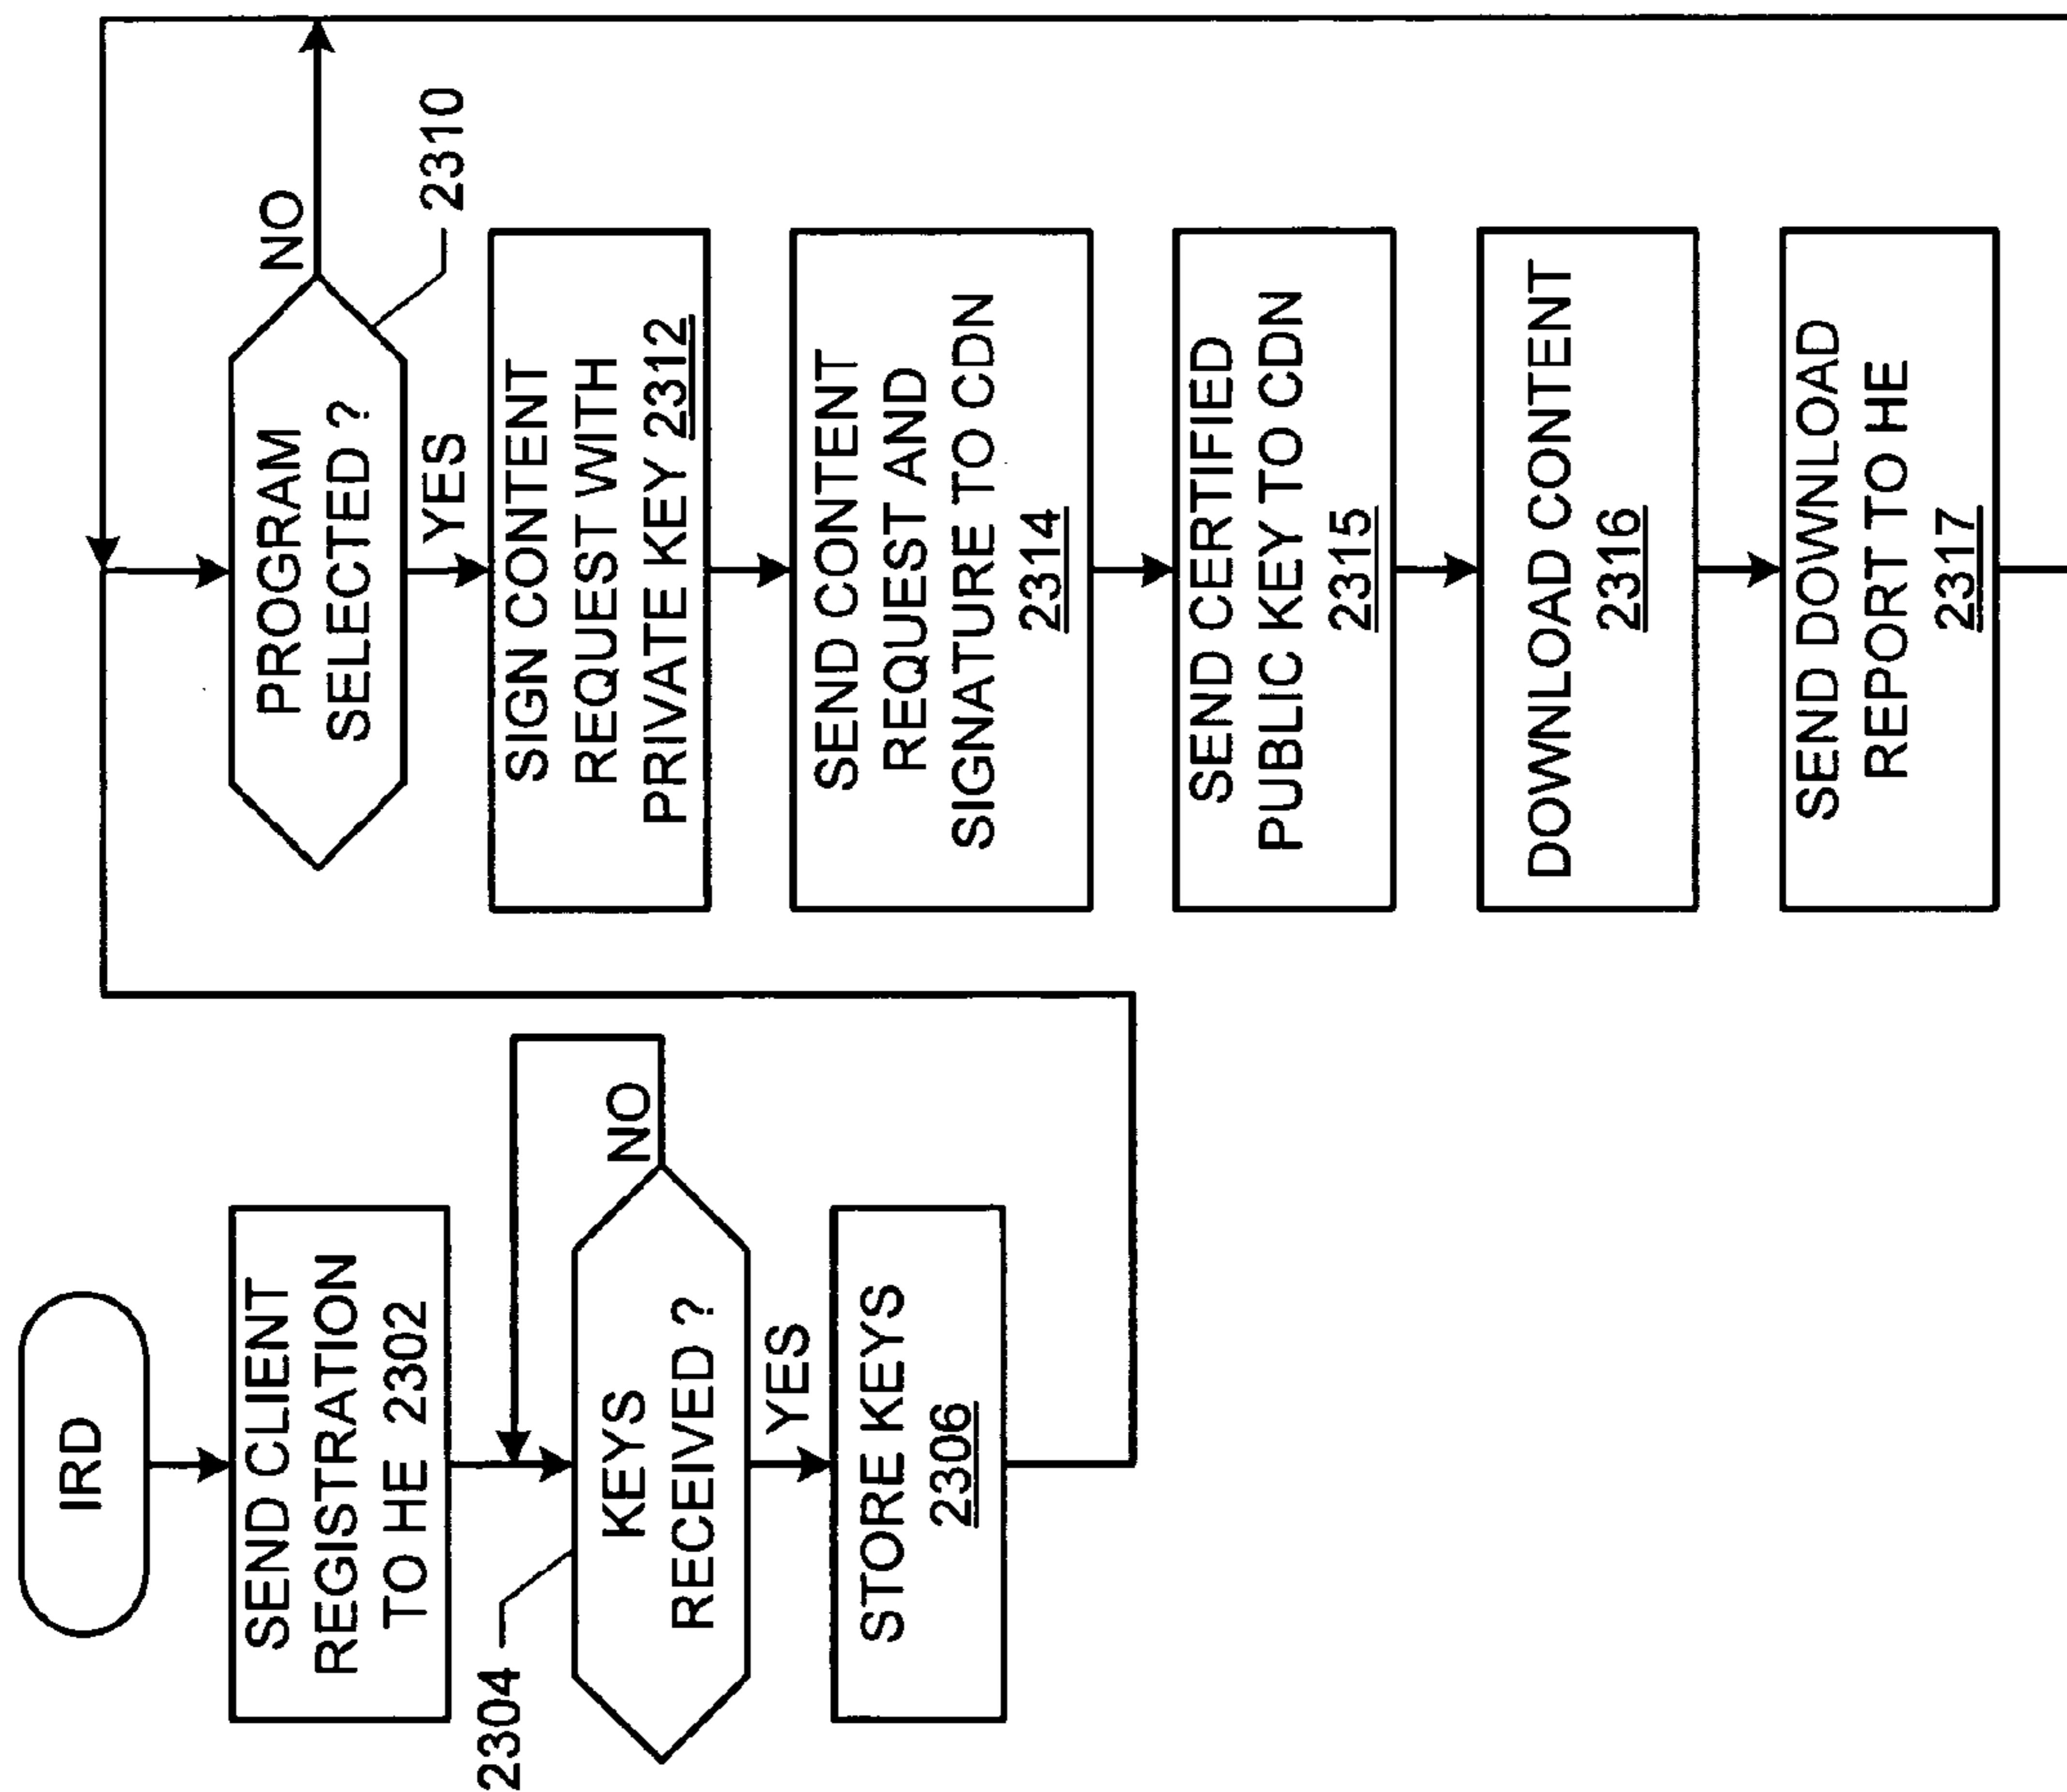 IRD
SEND CLIENT
REGISTRATION
TO HE 2302
2304
KEYS
RECEIVED ?
NO
YES
STORE KEYS
2306
PROGRAM
SELECTED ?
NO
2310
YES
SIGN CONTENT
REQUEST WITH
PRIVATE KEY 2312
SEND CONTENT
REQUEST AND
SIGNATURE TO CDN
2314
SEND CERTIFIED
PUBLIC KEY TO CDN
2315
DOWNLOAD CONTENT
2316
SEND DOWNLOAD
REPORT TO HE
2317